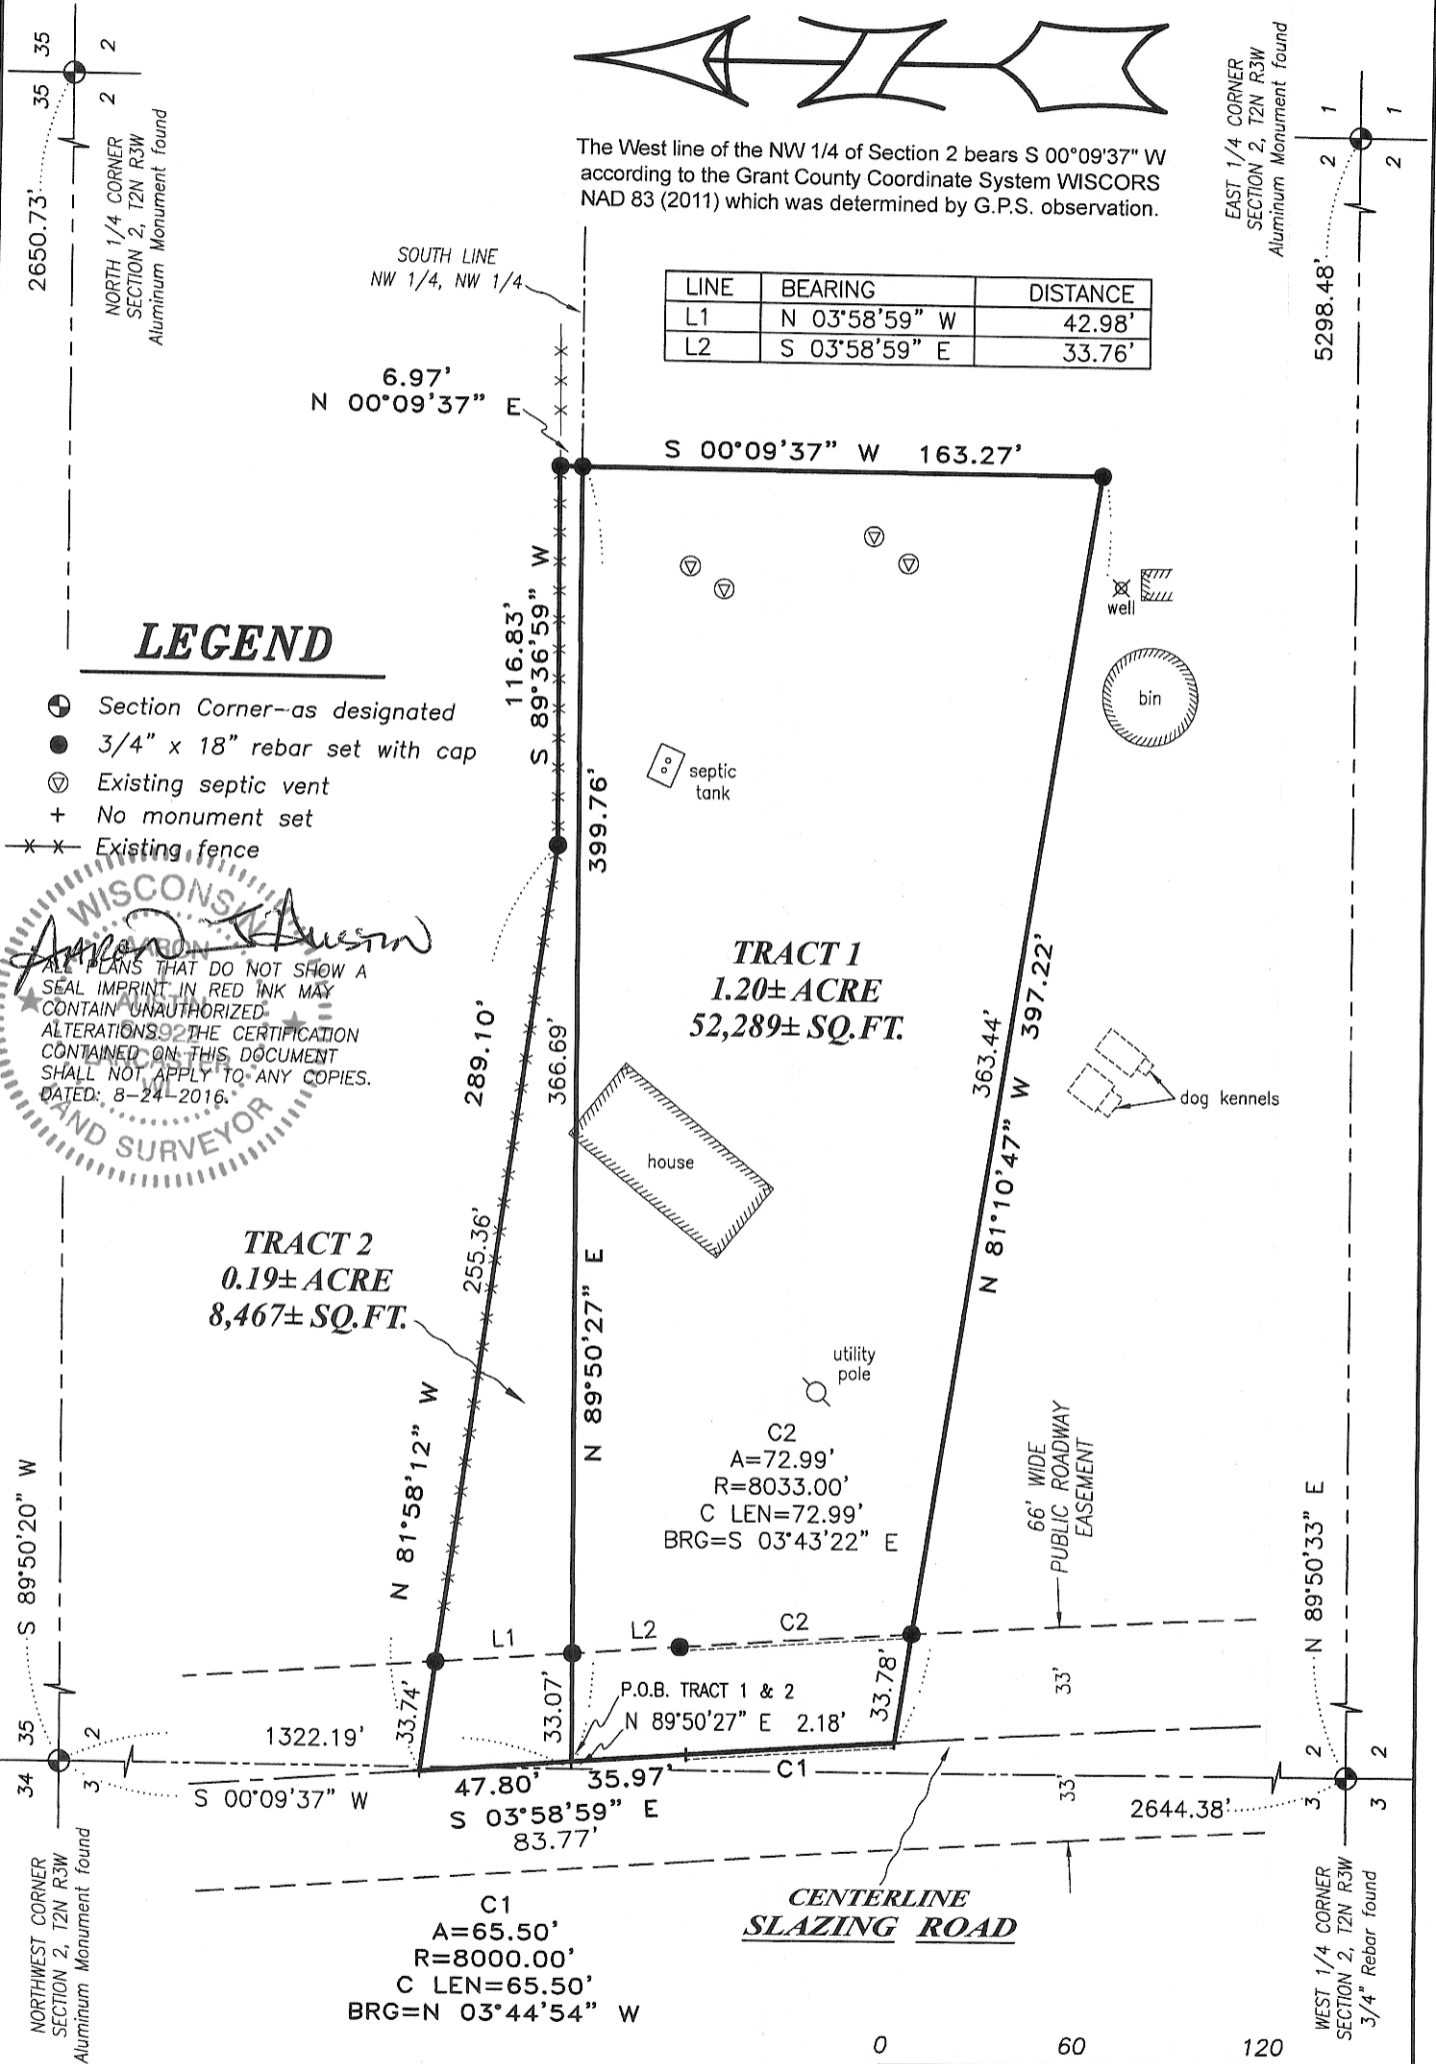 35
2
35
2
2650.73'
NORTH 1/4 CORNER
SECTION 2, T2N R3W
Aluminum Monument found
The West line of the NW 1/4 of Section 2 bears S 00°09'37" W
according to the Grant County Coordinate System WISCORS
NAD 83 (2011) which was determined by G.P.S. observation.
EAST 1/4 CORNER
SECTION 2, T2N R3W
Aluminum Monument found
2
1
2
1
5298.48'
SOUTH LINE
NW 1/4, NW 1/4
LINE BEARING DISTANCE
L1 N 03°58'59" W 42.98'
L2 S 03°58'59" E 33.76'
6.97'
N 00°09'37" E
S 00°09'37" W 163.27'
116.83'
S 89°36'59" W
well
bin
septic
tank
399.76'
LEGEND
Section Corner--as designated
3/4" x 18" rebar set with cap
Existing septic vent
+ No monument set
Existing fence
WISCONSIN
AARON
AUSTIN
LANCASTER
WI
LAND SURVEYOR
Aaron J Austin
ALL PLANS THAT DO NOT SHOW A
SEAL IMPRINT IN RED INK MAY
CONTAIN UNAUTHORIZED
ALTERATIONS. THE CERTIFICATION
CONTAINED ON THIS DOCUMENT
SHALL NOT APPLY TO ANY COPIES.
DATED: 8-24-2016.
TRACT 1
1.20± ACRE
52,289± SQ.FT.
289.10'
366.69'
363.44'
N 81°10'47" W 397.22'
dog kennels
house
255.36'
TRACT 2
0.19± ACRE
8,467± SQ.FT.
N 89°50'27" E
N 81°58'12" W
utility
pole
C2
A=72.99'
R=8033.00'
C LEN=72.99'
BRG=S 03°43'22" E
66' WIDE
PUBLIC ROADWAY
EASEMENT
S 89°50'20" W
N 89°50'33" E
L1
L2
C2
33.74'
33.07'
33.78'
33'
P.O.B. TRACT 1 & 2
N 89°50'27" E 2.18'
35
2
34
3
1322.19'
S 00°09'37" W
47.80'
35.97'
C1
S 03°58'59" E
83.77'
33'
2644.38'
2
2
3
3
NORTHWEST CORNER
SECTION 2, T2N R3W
Aluminum Monument found
C1
A=65.50'
R=8000.00'
C LEN=65.50'
BRG=N 03°44'54" W
CENTERLINE
SLAZING ROAD
WEST 1/4 CORNER
SECTION 2, T2N R3W
3/4" Rebar found
0 60 120